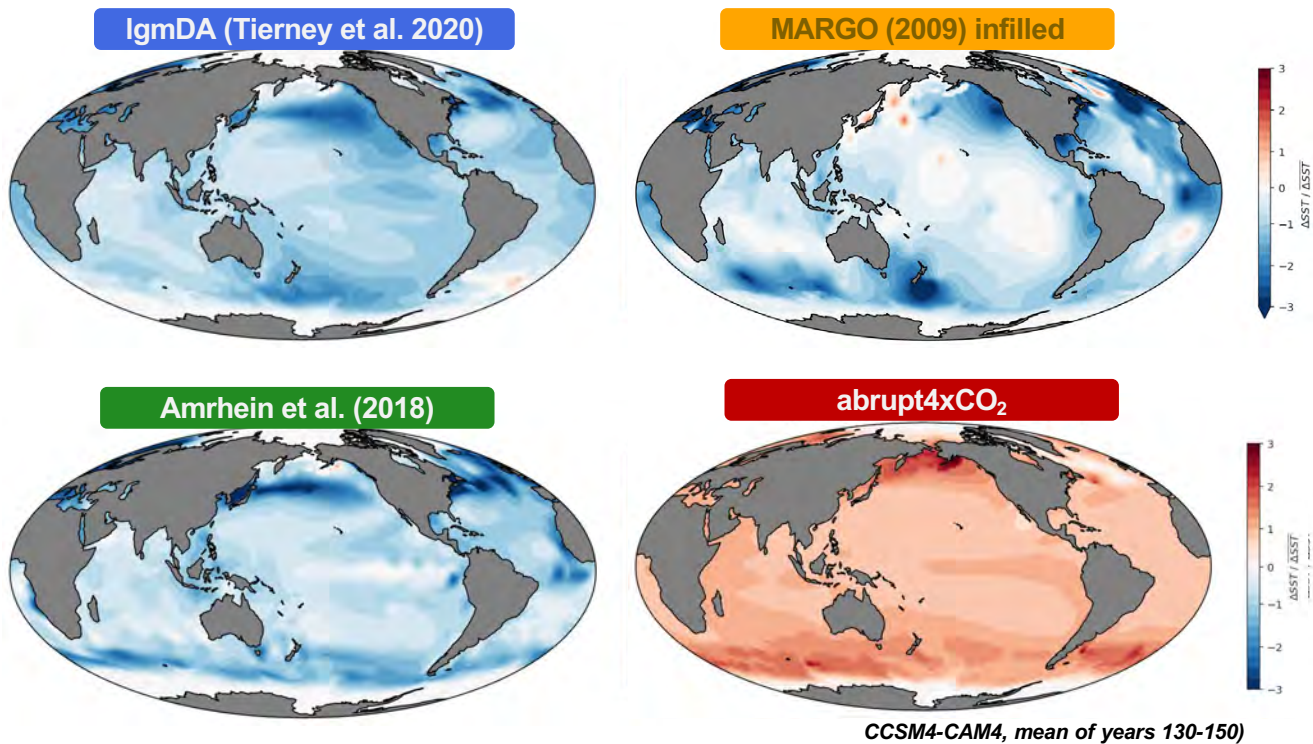 lgmDA (Tierney et al. 2020)
MARGO (2009) infilled
3
2
1
0
−1
−2
−3
ΔSST / ΔSST
Amrhein et al. (2018)
abrupt4xCO₂
3
2
1
0
−1
−2
−3
ΔSST / ΔSST
CCSM4-CAM4, mean of years 130-150)